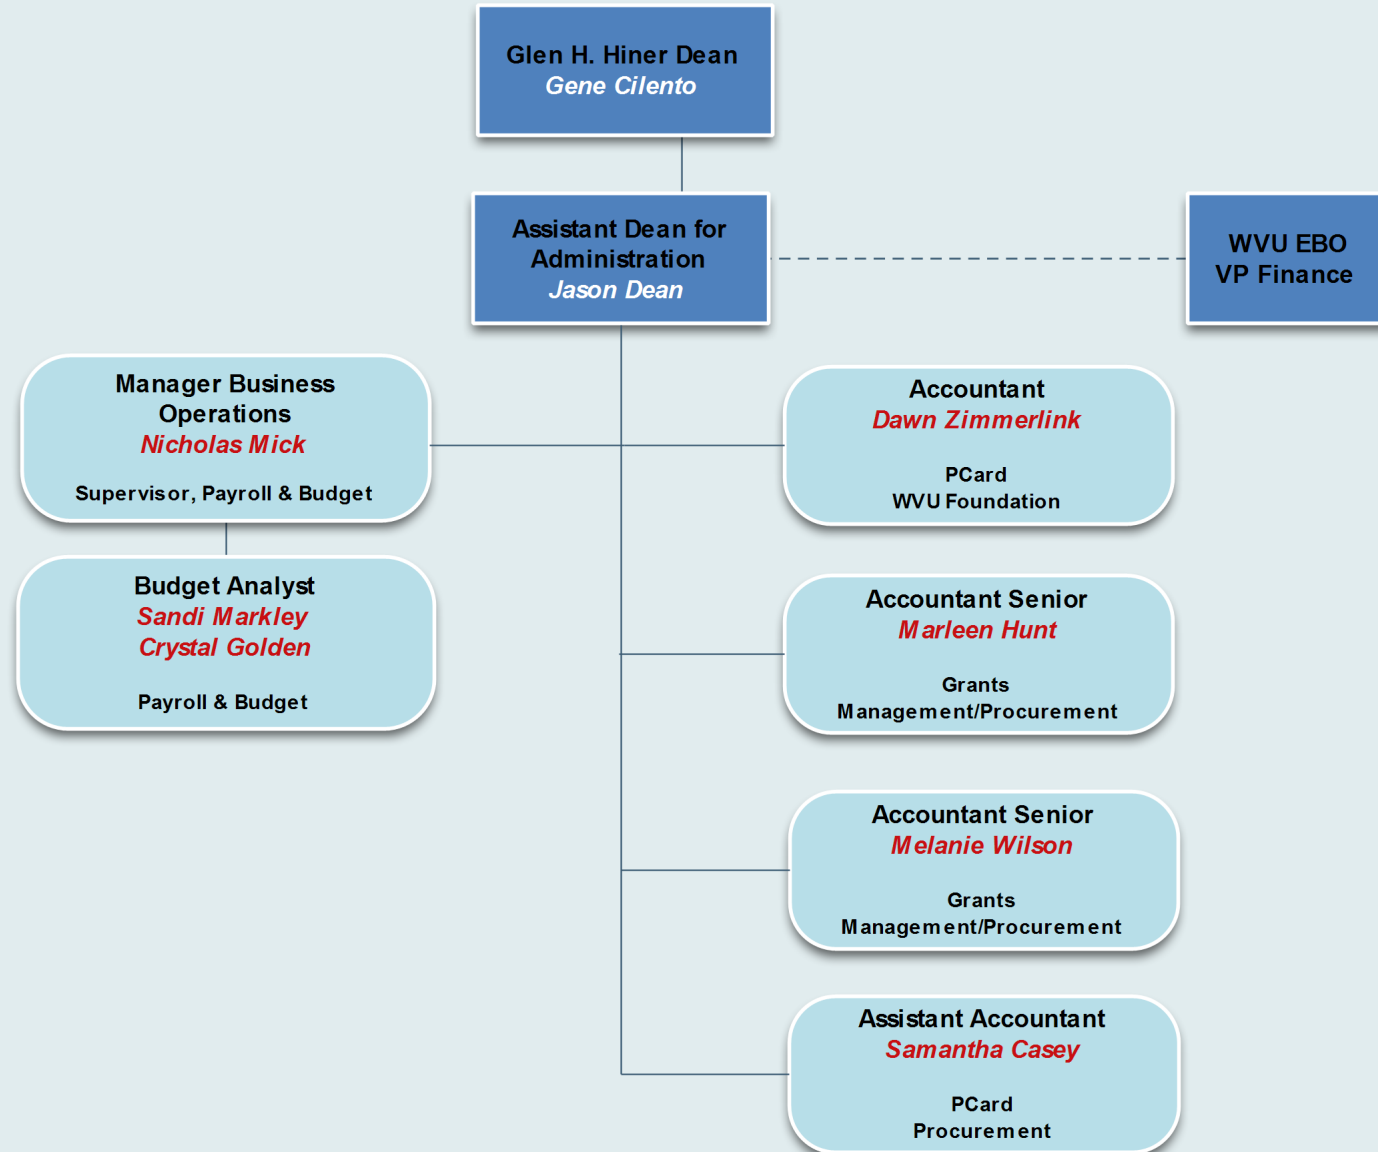 Glen H. Hiner Dean
Gene Cilento
Assistant Dean for
Administration
Jason Dean
WVU EBO
VP Finance
Manager Business
Operations
Nicholas Mick
Supervisor, Payroll & Budget
Budget Analyst
Sandi Markley
Crystal Golden
Payroll & Budget
Accountant
Dawn Zimmerlink
PCard
WVU Foundation
Accountant Senior
Marleen Hunt
Grants
Management/Procurement
Accountant Senior
Melanie Wilson
Grants
Management/Procurement
Assistant Accountant
Samantha Casey
PCard
Procurement